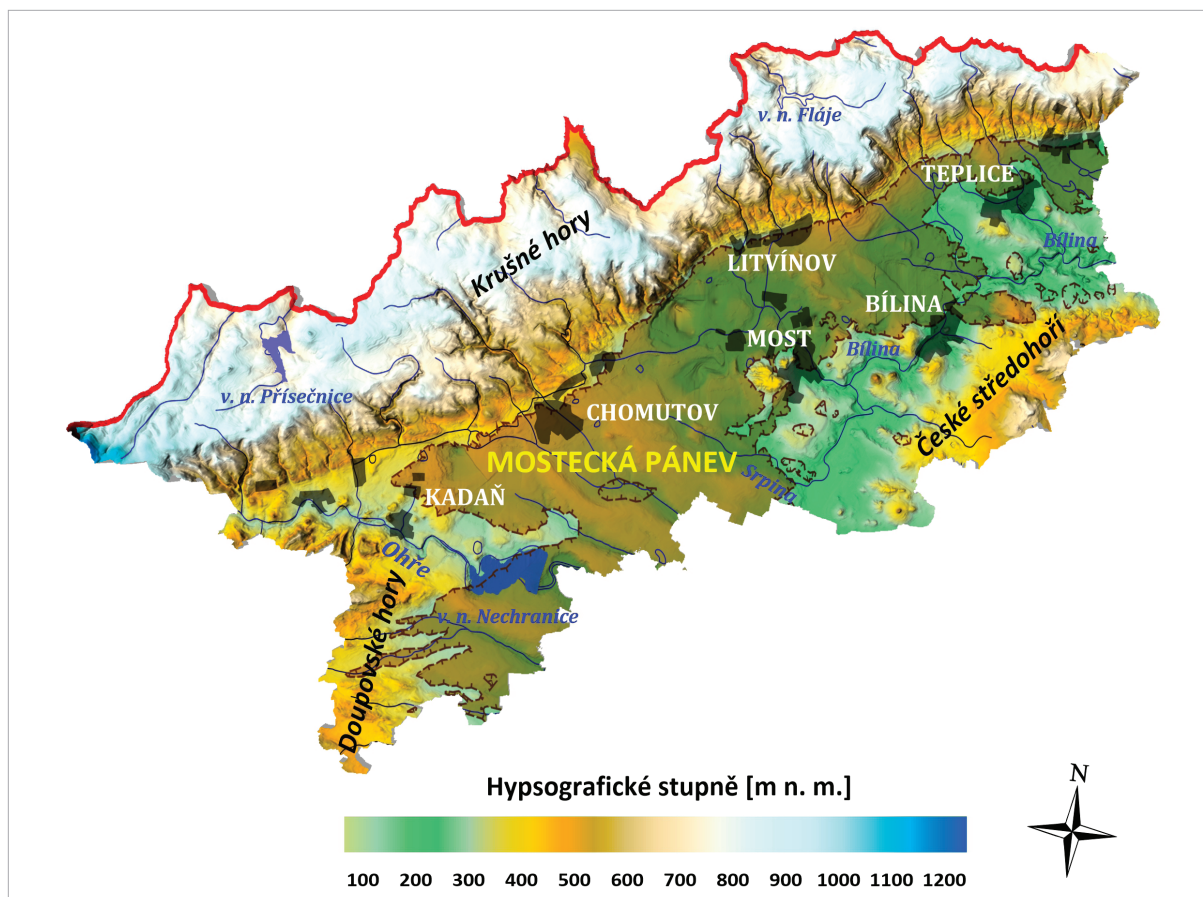 v. n. Fláje
TEPLICE
Bílina
Krušné hory
LITVÍNOV
BÍLINA
MOST
Bílina
České středohoří
v. n. Přísečnice
CHOMUTOV
MOSTECKÁ PÁNEV
Srpina
KADAŇ
Ohře
Doupovské hory
v. n. Nechranice
Hypsografické stupně [m n. m.]
N
100 200 300 400 500 600 700 800 900 1000 1100 1200